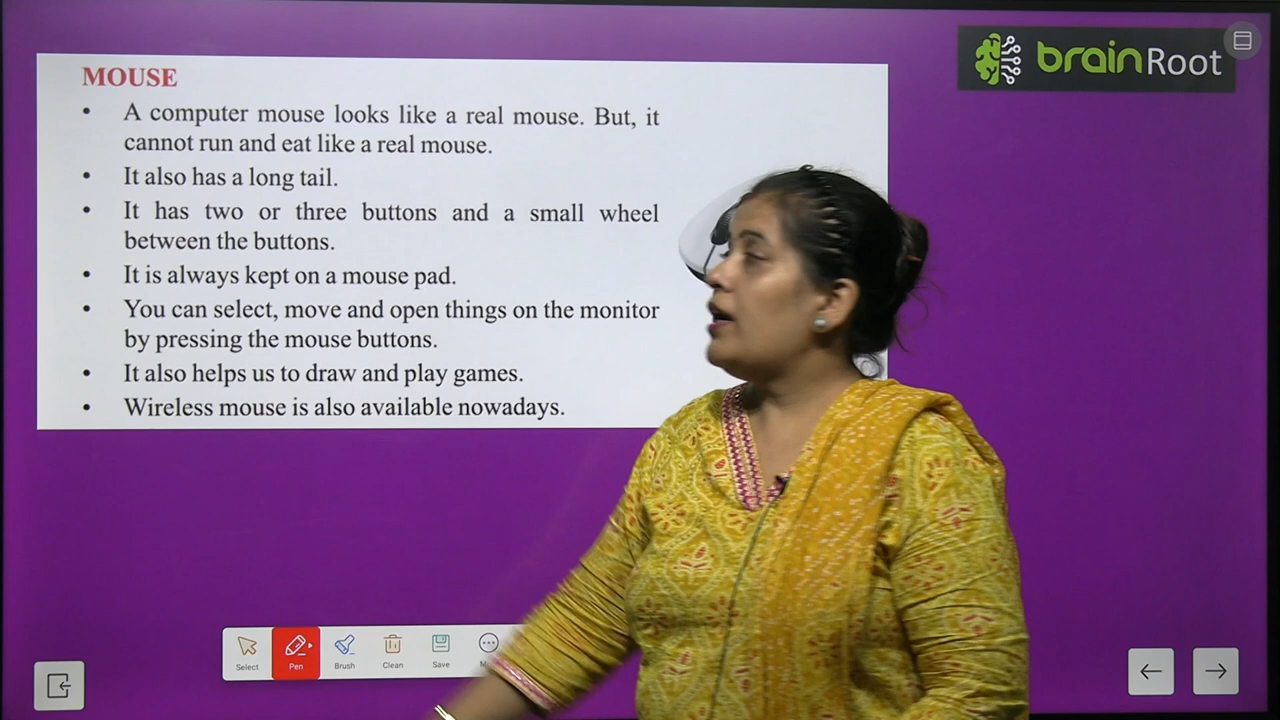 brainRoot
MOUSE
• A computer mouse looks like a real mouse. But, it
cannot run and eat like a real mouse.
• It also has a long tail.
• It has two or three buttons and a small wheel
between the buttons.
• It is always kept on a mouse pad.
• You can select, move and open things on the monitor
by pressing the mouse buttons.
• It also helps us to draw and play games.
• Wireless mouse is also available nowadays.
Select Pen Brush Clean Save